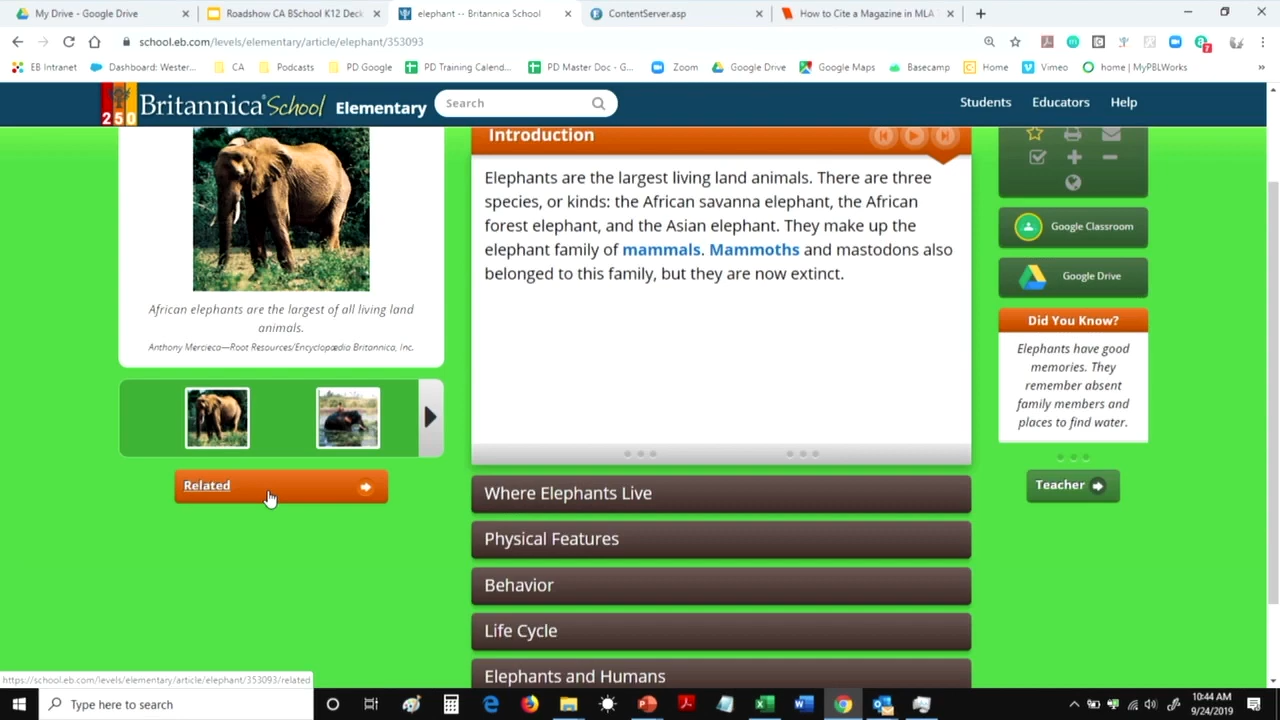 My Drive - Google Drive
Roadshow CA BSchool K12 Deck
elephant -- Britannica School
ContentServer.asp
How to Cite a Magazine in MLA
school.eb.com/levels/elementary/article/elephant/353093
7
EB Intranet
Dashboard: Wester...
CA
Podcasts
PD Google
PD Training Calend...
PD Master Doc - G...
Zoom
Google Drive
Google Maps
Basecamp
Home
Vimeo
home | MyPBLWorks
»
250
Britannica School Elementary
Search
Students
Educators
Help
African elephants are the largest of all living land
animals.
Anthony Mercieca—Root Resources/Encyclopædia Britannica, Inc.
Related
Introduction
Elephants are the largest living land animals. There are three
species, or kinds: the African savanna elephant, the African
forest elephant, and the Asian elephant. They make up the
elephant family of mammals. Mammoths and mastodons also
belonged to this family, but they are now extinct.
Where Elephants Live
Physical Features
Behavior
Life Cycle
Elephants and Humans
Google Classroom
Google Drive
Did You Know?
Elephants have good
memories. They
remember absent
family members and
places to find water.
Teacher
https://school.eb.com/levels/elementary/article/elephant/353093/related
Type here to search
10:44 AM
9/24/2019